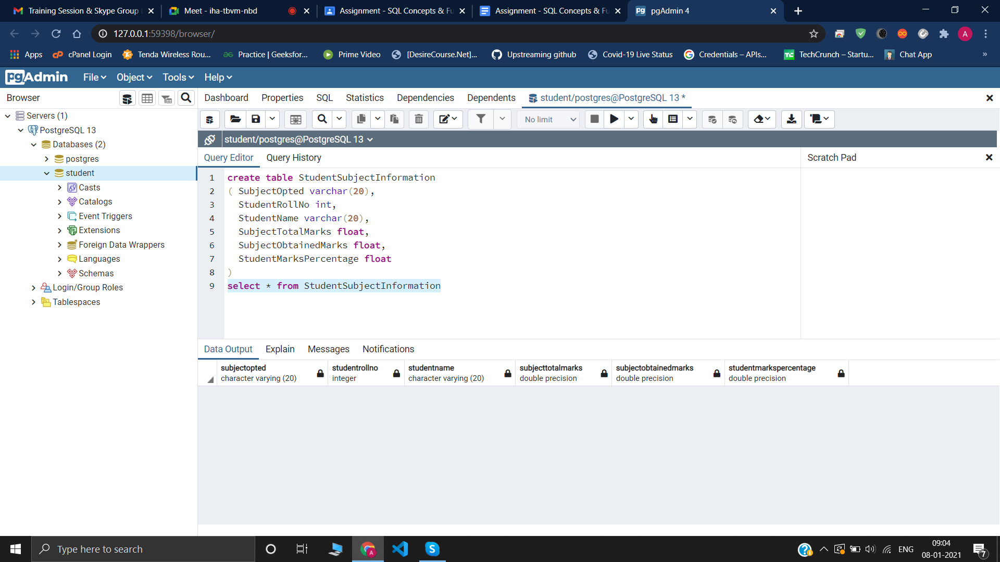 Training Session & Skype Group
Meet - iha-tbvm-nbd
Assignment - SQL Concepts & Fu
Assignment - SQL Concepts & Fu
pgAdmin 4
127.0.0.1:59398/browser/
A
Apps
cPanel Login
Tenda Wireless Rou...
Practice | Geeksfor...
Prime Video
[DesireCourse.Net]...
Upstreaming github
Covid-19 Live Status
Credentials – APIs...
TechCrunch – Startu...
Chat App
»
pgAdmin
File
Object
Tools
Help
Browser
Dashboard
Properties
SQL
Statistics
Dependencies
Dependents
student/postgres@PostgreSQL 13 *
No limit
Servers (1)
PostgreSQL 13
Databases (2)
postgres
student
Casts
Catalogs
Event Triggers
Extensions
Foreign Data Wrappers
Languages
Schemas
Login/Group Roles
Tablespaces
student/postgres@PostgreSQL 13
Query Editor
Query History
Scratch Pad
1 create table StudentSubjectInformation
2 ( SubjectOpted varchar(20),
3 StudentRollNo int,
4 StudentName varchar(20),
5 SubjectTotalMarks float,
6 SubjectObtainedMarks float,
7 StudentMarksPercentage float
8 )
9 select * from StudentSubjectInformation
Data Output
Explain
Messages
Notifications
subjectopted
character varying (20)
studentrollno
integer
studentname
character varying (20)
subjecttotalmarks
double precision
subjectobtainedmarks
double precision
studentmarkspercentage
double precision
Type here to search
ENG
09:04
08-01-2021
7